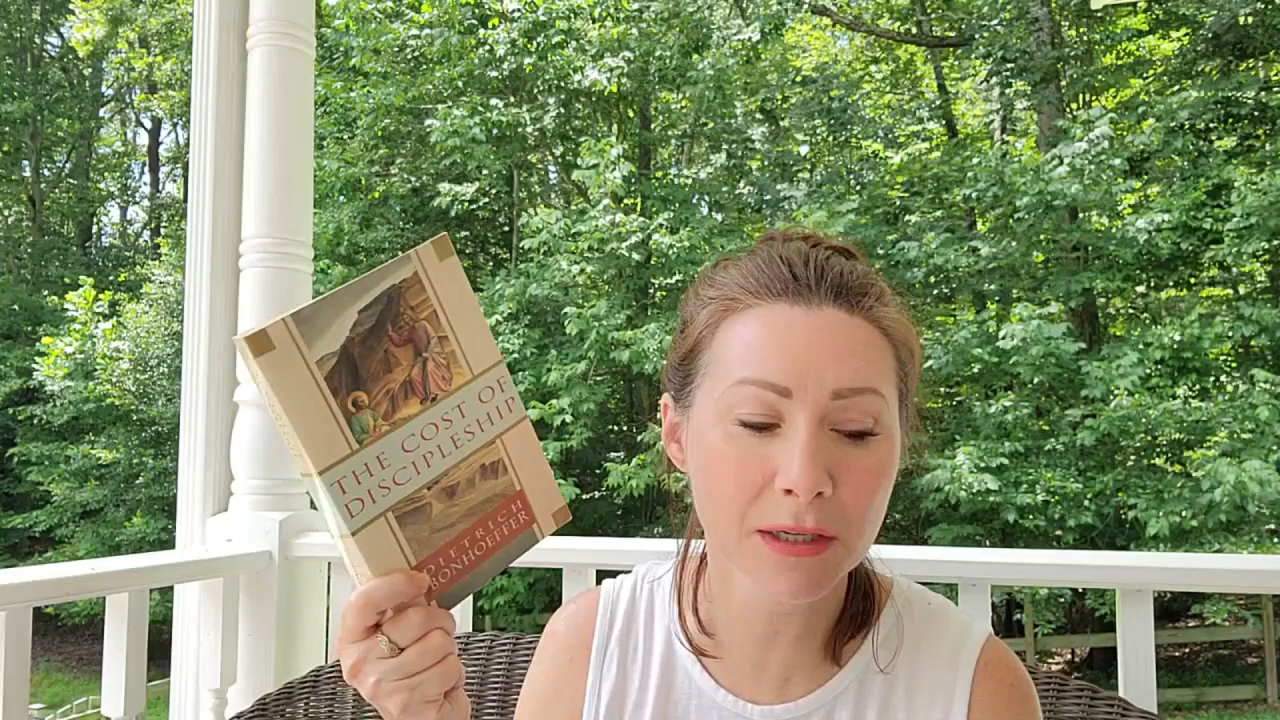 THE COST OF
DISCIPLESHIP
DIETRICH
BONHOEFFER